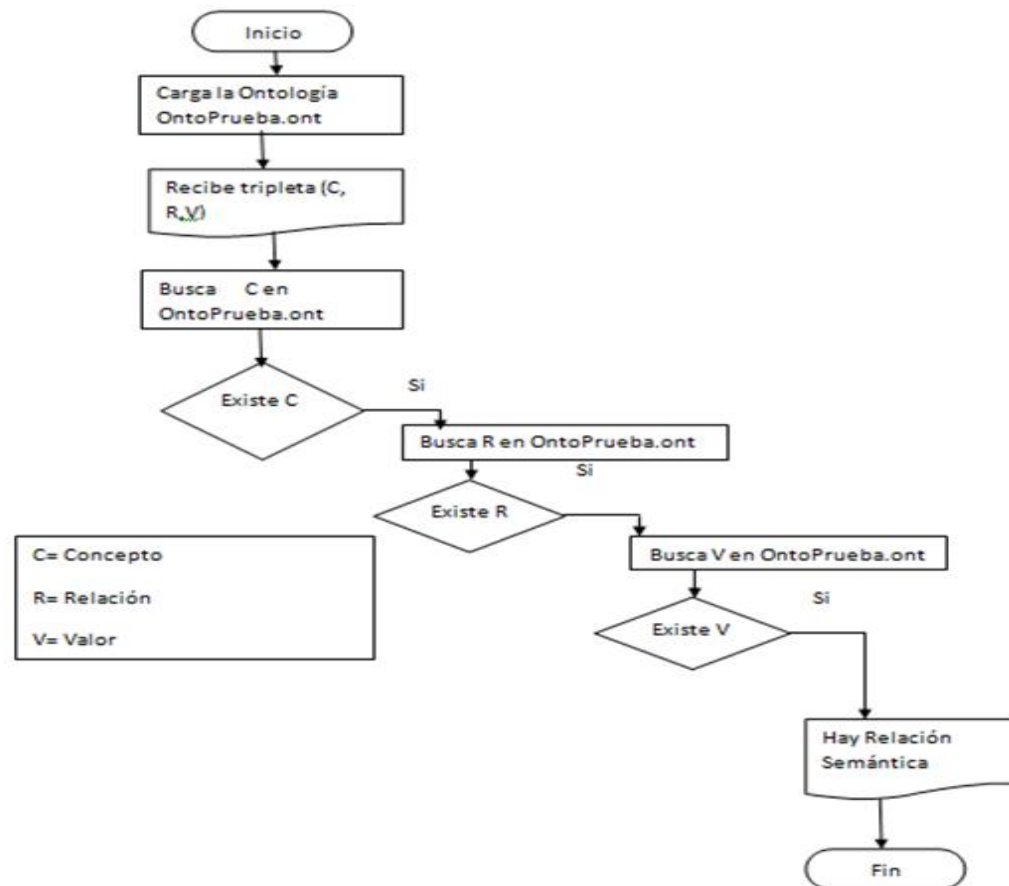 Inicio
Carga la Ontología
OntoPrueba.ont
Recibe tripleta (C,
R,V)
Busca C en
OntoPrueba.ont
Existe C
Si
Busca R en OntoPrueba.ont
Si
Existe R
Busca V en OntoPrueba.ont
Si
Existe V
C= Concepto
R= Relación
V= Valor
Hay Relación
Semántica
Fin